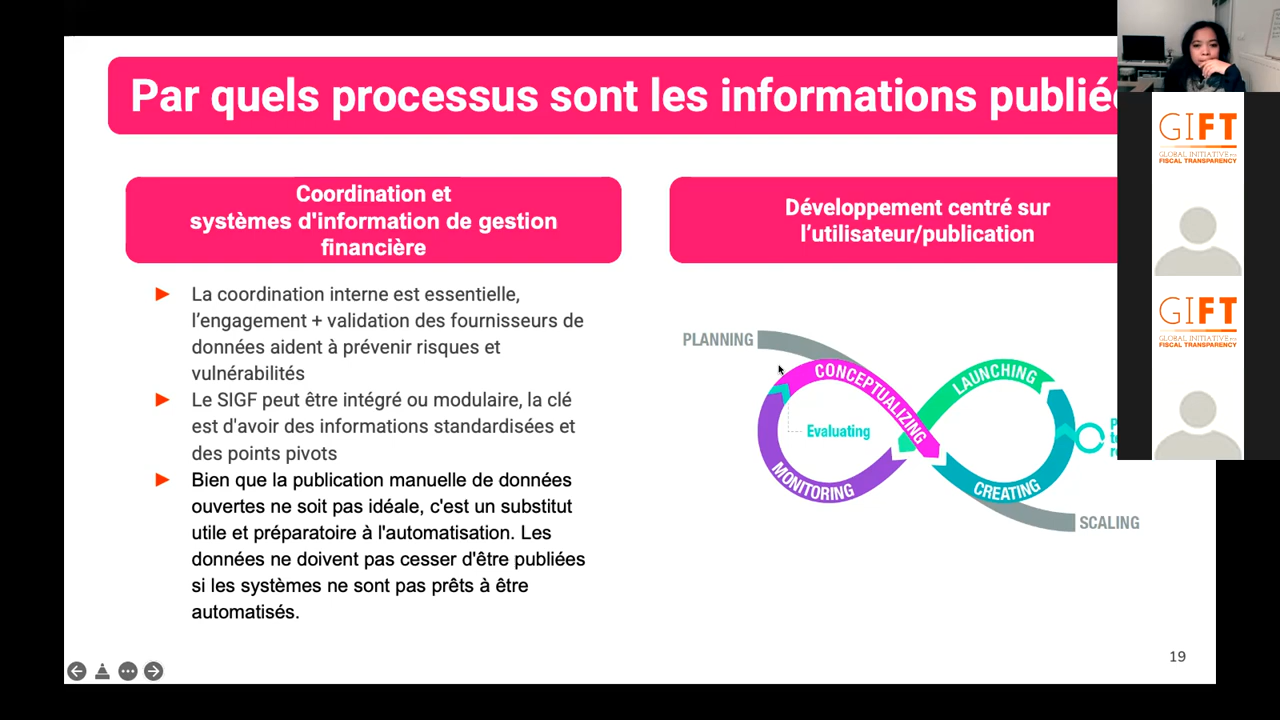 Par quels processus sont les informations publiée
Coordination et
systèmes d'information de gestion
financière
Développement centré sur
l'utilisateur/publication
La coordination interne est essentielle,
l'engagement + validation des fournisseurs de
données aident à prévenir risques et
vulnérabilités
Le SIGF peut être intégré ou modulaire, la clé
est d'avoir des informations standardisées et
des points pivots
Bien que la publication manuelle de données
ouvertes ne soit pas idéale, c'est un substitut
utile et préparatoire à l'automatisation. Les
données ne doivent pas cesser d'être publiées
si les systèmes ne sont pas prêts à être
automatisés.
PLANNING
CONCEPTUALIZING
LAUNCHING
Evaluating
MONITORING
CREATING
SCALING
19
GIFT
GLOBAL INITIATIVE FOR
FISCAL TRANSPARENCY
GIFT
GLOBAL INITIATIVE FOR
FISCAL TRANSPARENCY